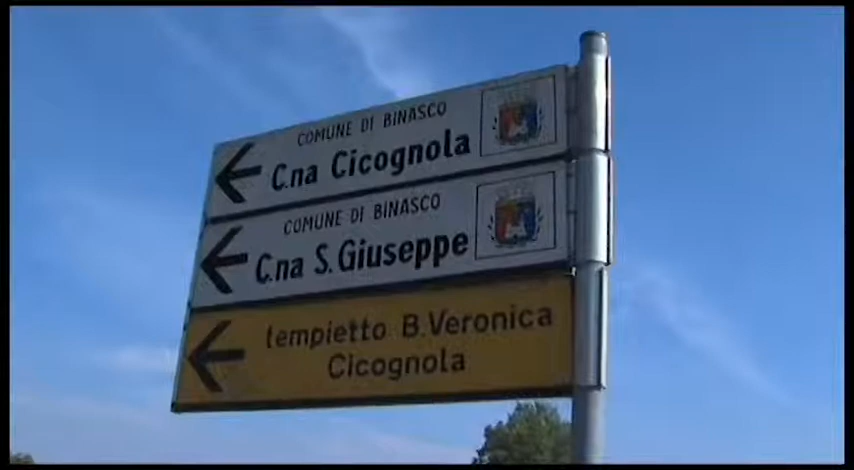 COMUNE DI BINASCO
C.na Cicognola
COMUNE DI BINASCO
C.na S. Giuseppe
tempietto B. Veronica
Cicognola